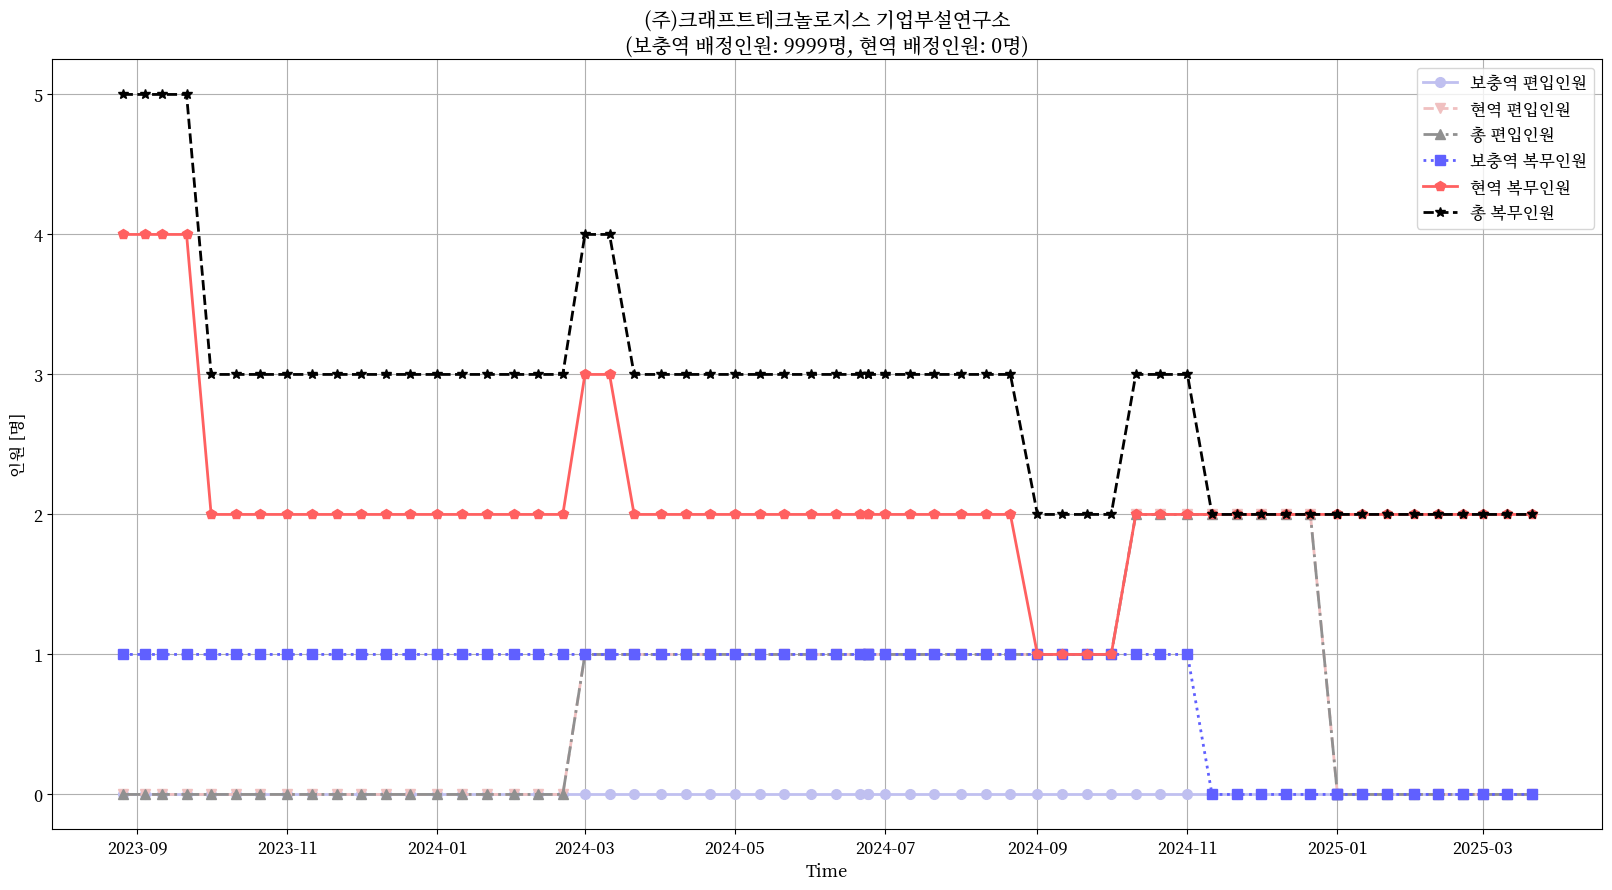 (주)크래프트테크놀로지스 기업부설연구소
(보충역 배정인원: 9999명, 현역 배정인원: 0명)
보충역 편입인원
현역 편입인원
총 편입인원
보충역 복무인원
현역 복무인원
총 복무인원
인원 [명]
5
4
3
2
1
0
2023-09 2023-11 2024-01 2024-03 2024-05 2024-07 2024-09 2024-11 2025-01 2025-03
Time